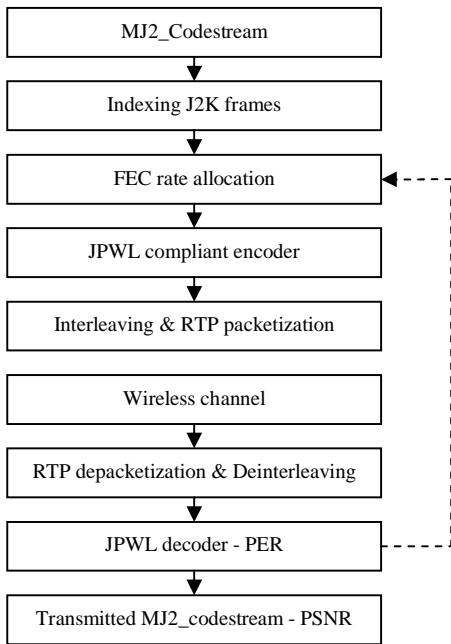 MJ2_Codestream
Indexing J2K frames
FEC rate allocation
JPWL compliant encoder
Interleaving & RTP packetization
Wireless channel
RTP depacketization & Deinterleaving
JPWL decoder - PER
Transmitted MJ2_codestream - PSNR